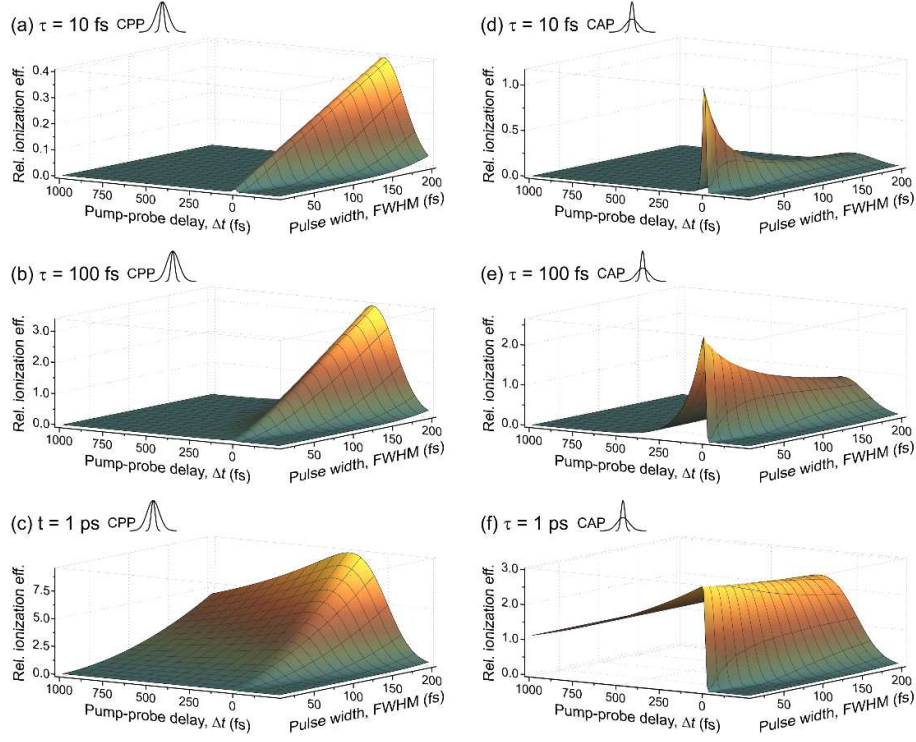 (a) τ = 10 fs CPP
Rel. ionization eff.
0.4
0.3
0.2
0.1
0.0
1000 750 500 250 0
Pump-probe delay, Δt (fs)
50 100 150 200
Pulse width, FWHM (fs)
(d) τ = 10 fs CAP
Rel. ionization eff.
1.0
0.5
0.0
1000 750 500 250 0
Pump-probe delay, Δt (fs)
50 100 150 200
Pulse width, FWHM (fs)
(b) τ = 100 fs CPP
Rel. ionization eff.
3.0
2.0
1.0
0.0
1000 750 500 250 0
Pump-probe delay, Δt (fs)
50 100 150 200
Pulse width, FWHM (fs)
(e) τ = 100 fs CAP
Rel. ionization eff.
2.0
1.0
0.0
1000 750 500 250 0
Pump-probe delay, Δt (fs)
50 100 150 200
Pulse width, FWHM (fs)
(c) t = 1 ps CPP
Rel. ionization eff.
7.5
5.0
2.5
0.0
1000 750 500 250 0
Pump-probe delay, Δt (fs)
50 100 150 200
Pulse width, FWHM (fs)
(f) τ = 1 ps CAP
Rel. ionization eff.
3.0
2.0
1.0
0.0
1000 750 500 250 0
Pump-probe delay, Δt (fs)
50 100 150 200
Pulse width, FWHM (fs)